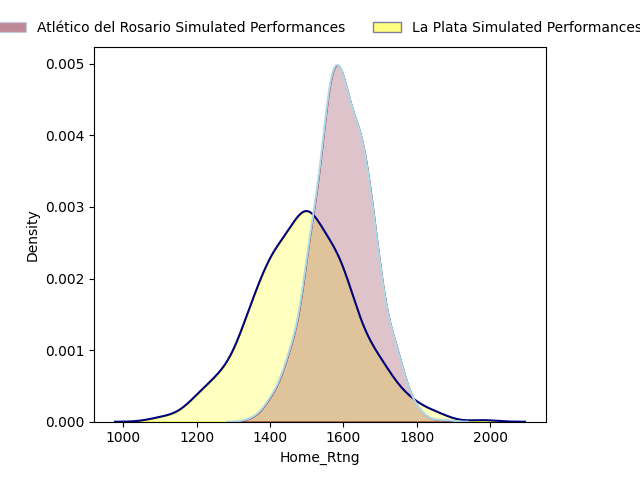 Atlético del Rosario Simulated Performances
La Plata Simulated Performances
0.005
0.004
0.003
0.002
0.001
0.000
Density
1000 1200 1400 1600 1800 2000
Home_Rtng